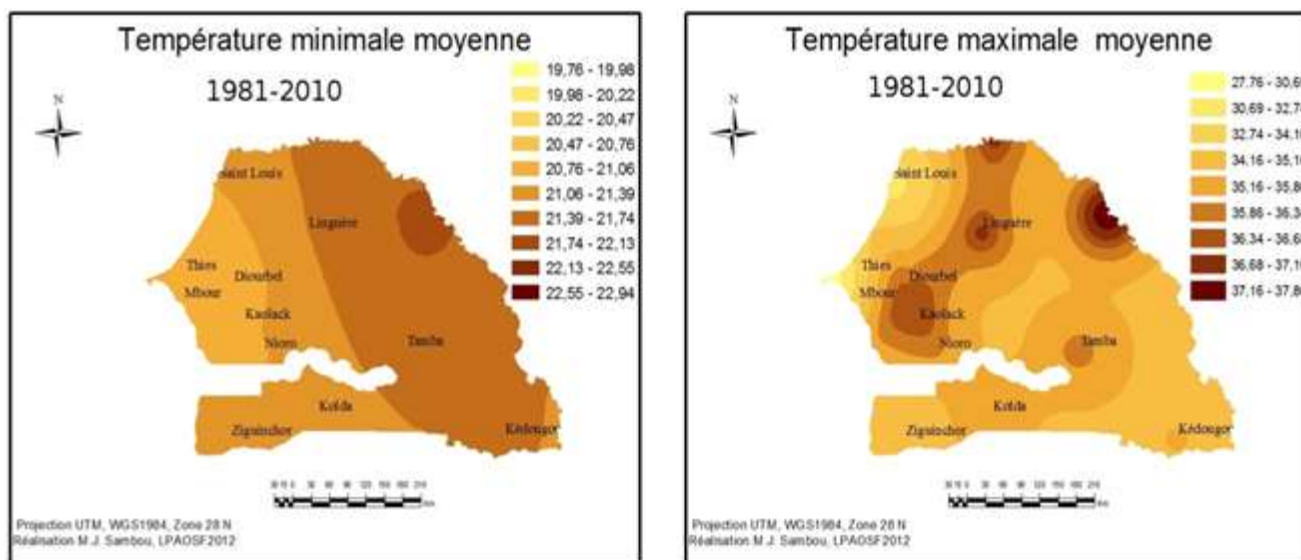 Température minimale moyenne
1981-2010
N
19,76 - 19,98
19,98 - 20,22
20,22 - 20,47
20,47 - 20,76
20,76 - 21,06
21,06 - 21,39
21,39 - 21,74
21,74 - 22,13
22,13 - 22,55
22,55 - 22,94
Saint Louis
Linguère
Thies
Diourbel
Mbour
Kaolack
Nioro
Tamba
Kolda
Ziguinchor
Kédougou
Projection UTM, WGS1984, Zone 28 N
Réalisation M.J. Sambou, LPAOSF2012
Température maximale moyenne
1981-2010
N
27,76 - 30,69
30,69 - 32,74
32,74 - 34,16
34,16 - 35,16
35,16 - 35,86
35,86 - 36,34
36,34 - 36,68
36,68 - 37,16
37,16 - 37,86
Saint Louis
Linguère
Thies
Diourbel
Mbour
Kaolack
Nioro
Tamba
Kolda
Ziguinchor
Kédougou
Projection UTM, WGS1984, Zone 28 N
Réalisation M.J. Sambou, LPAOSF2012